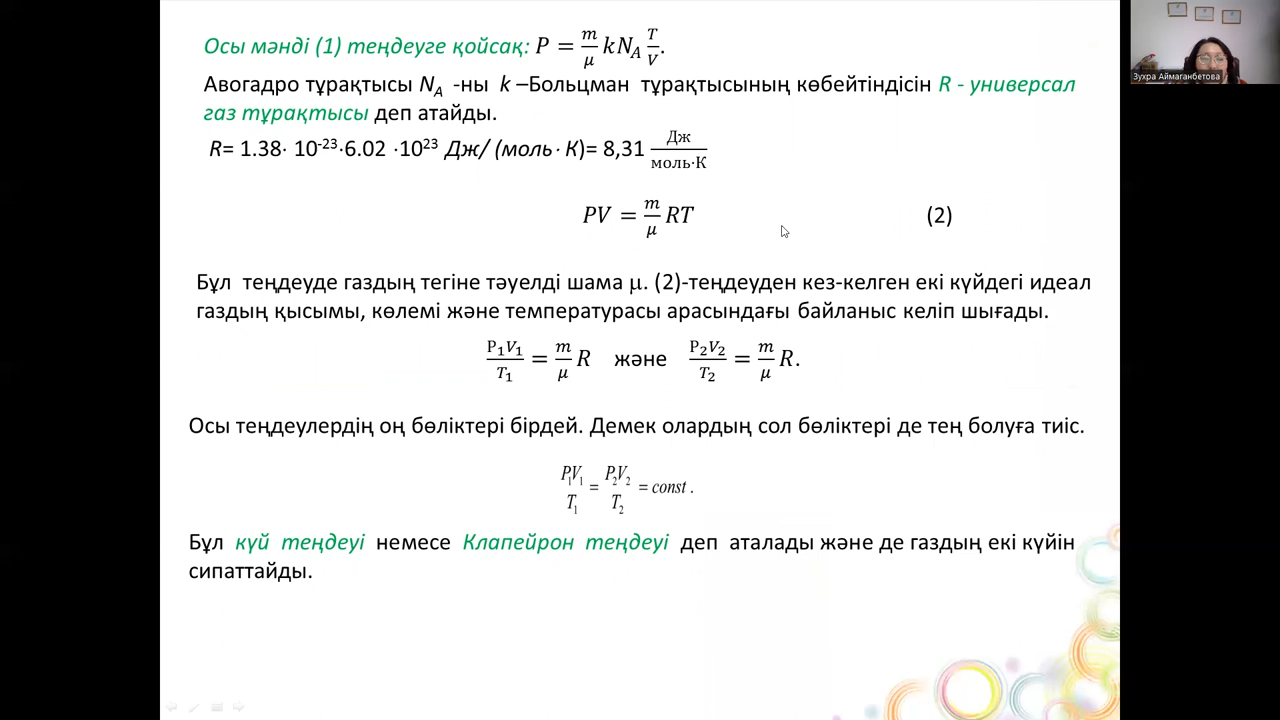 Осы мәнді (1) теңдеуге қойсақ: P = m/μ kN_A T/V.
Авогадро тұрақтысы N_A -ны k –Больцман тұрақтысының көбейтіндісін R - универсал
газ тұрақтысы деп атайды.
R= 1.38· 10^-23·6.02 ·10^23 Дж/ (моль· К)= 8,31 Дж/моль·К
PV = m/μ RT (2)
Бұл теңдеуде газдың тегіне тәуелді шама μ. (2)-теңдеуден кез-келген екі күйдегі идеал
газдың қысымы, көлемі және температурасы арасындағы байланыс келіп шығады.
P₁V₁/T₁ = m/μ R және P₂V₂/T₂ = m/μ R.
Осы теңдеулердің оң бөліктері бірдей. Демек олардың сол бөліктері де тең болуға тиіс.
P₁V₁/T₁ = P₂V₂/T₂ = const .
Бұл күй теңдеуі немесе Клапейрон теңдеуі деп аталады және де газдың екі күйін
сипаттайды.
Зухра Аймаганбетова